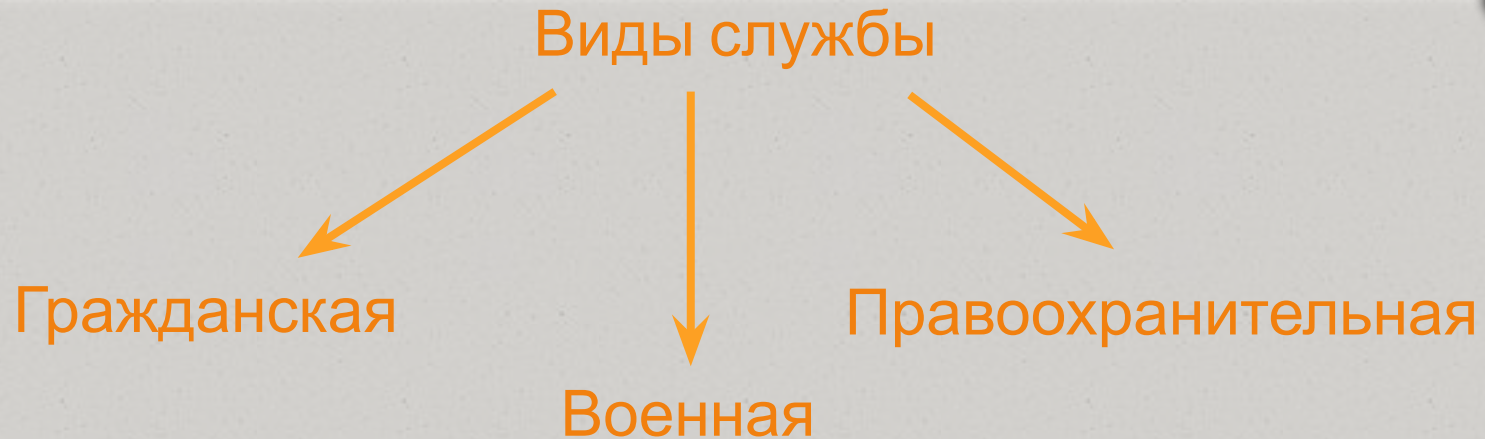 Виды службы
Гражданская
Правоохранительная
Военная